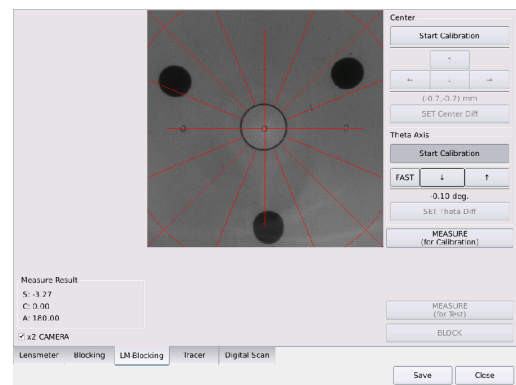 Center
Start Calibration
↑
← ↓ →
(-0.7,-0.2) mm
SET Center Diff
Theta Axis
Start Calibration
FAST ↓ ↑
-0.10 deg.
SET Theta Diff
MEASURE
(for Calibration)
Measure Result
S: -3.27
C: 0.00
A: 180.00
x2 CAMERA
MEASURE
(for Test)
BLOCK
Lensmeter Blocking LM-Blocking Tracer Digital Scan
Save Close